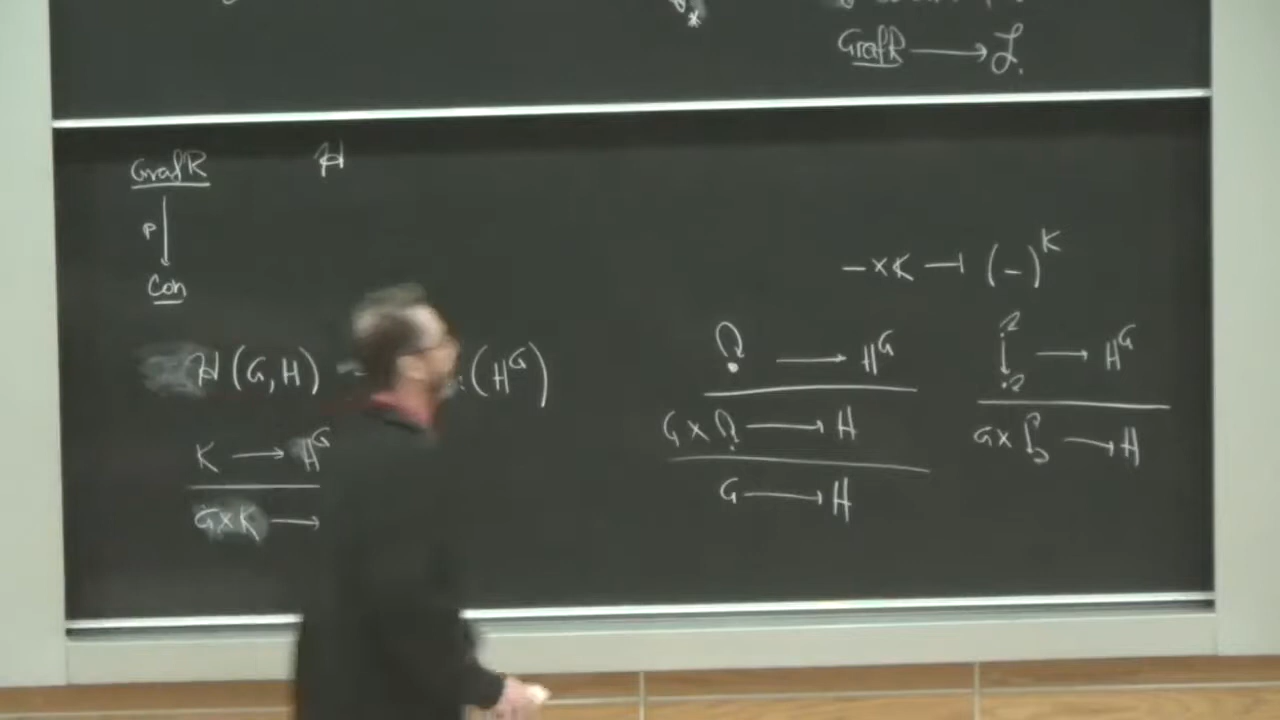 GrafR ⟶ ℒ.
GrafR ℋ
P ↓
Con
-×K ⊣ (-)^K
ℋ(G,H) (H^G)
⟶ H^G
⟶ H^G
G× ⟶ H
G× ⟶ H
K ⟶ H^G
G×K ⟶
G ⟶ H